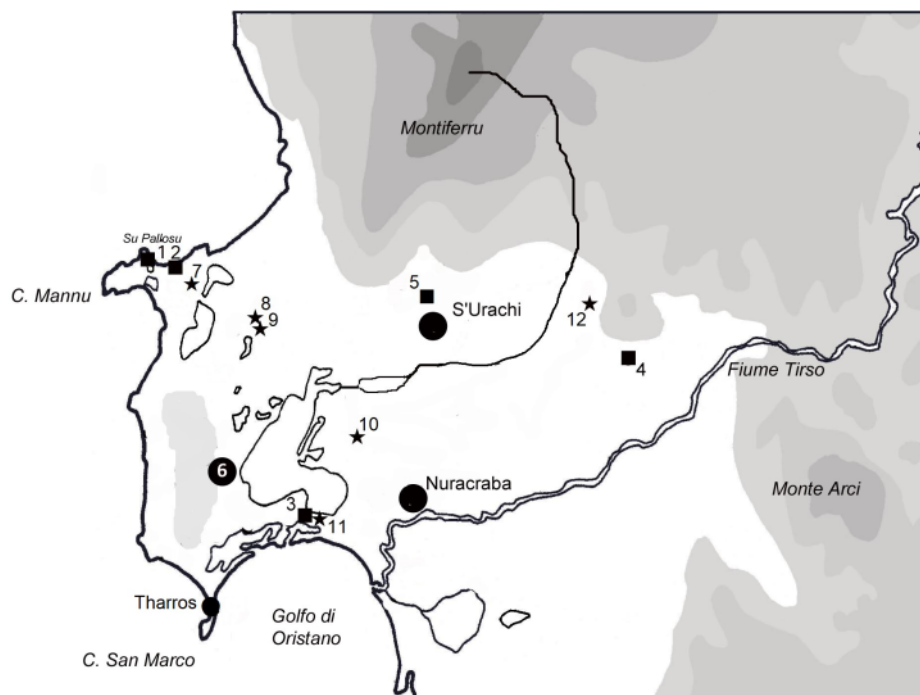 Montiferru
Su Pallosu
1 2
7
C. Mannu
5
8
S'Urachi
9
12
4
Fiume Tirso
10
6
Nuracraba
Monte Arci
3
11
Tharros
Golfo di
Oristano
C. San Marco